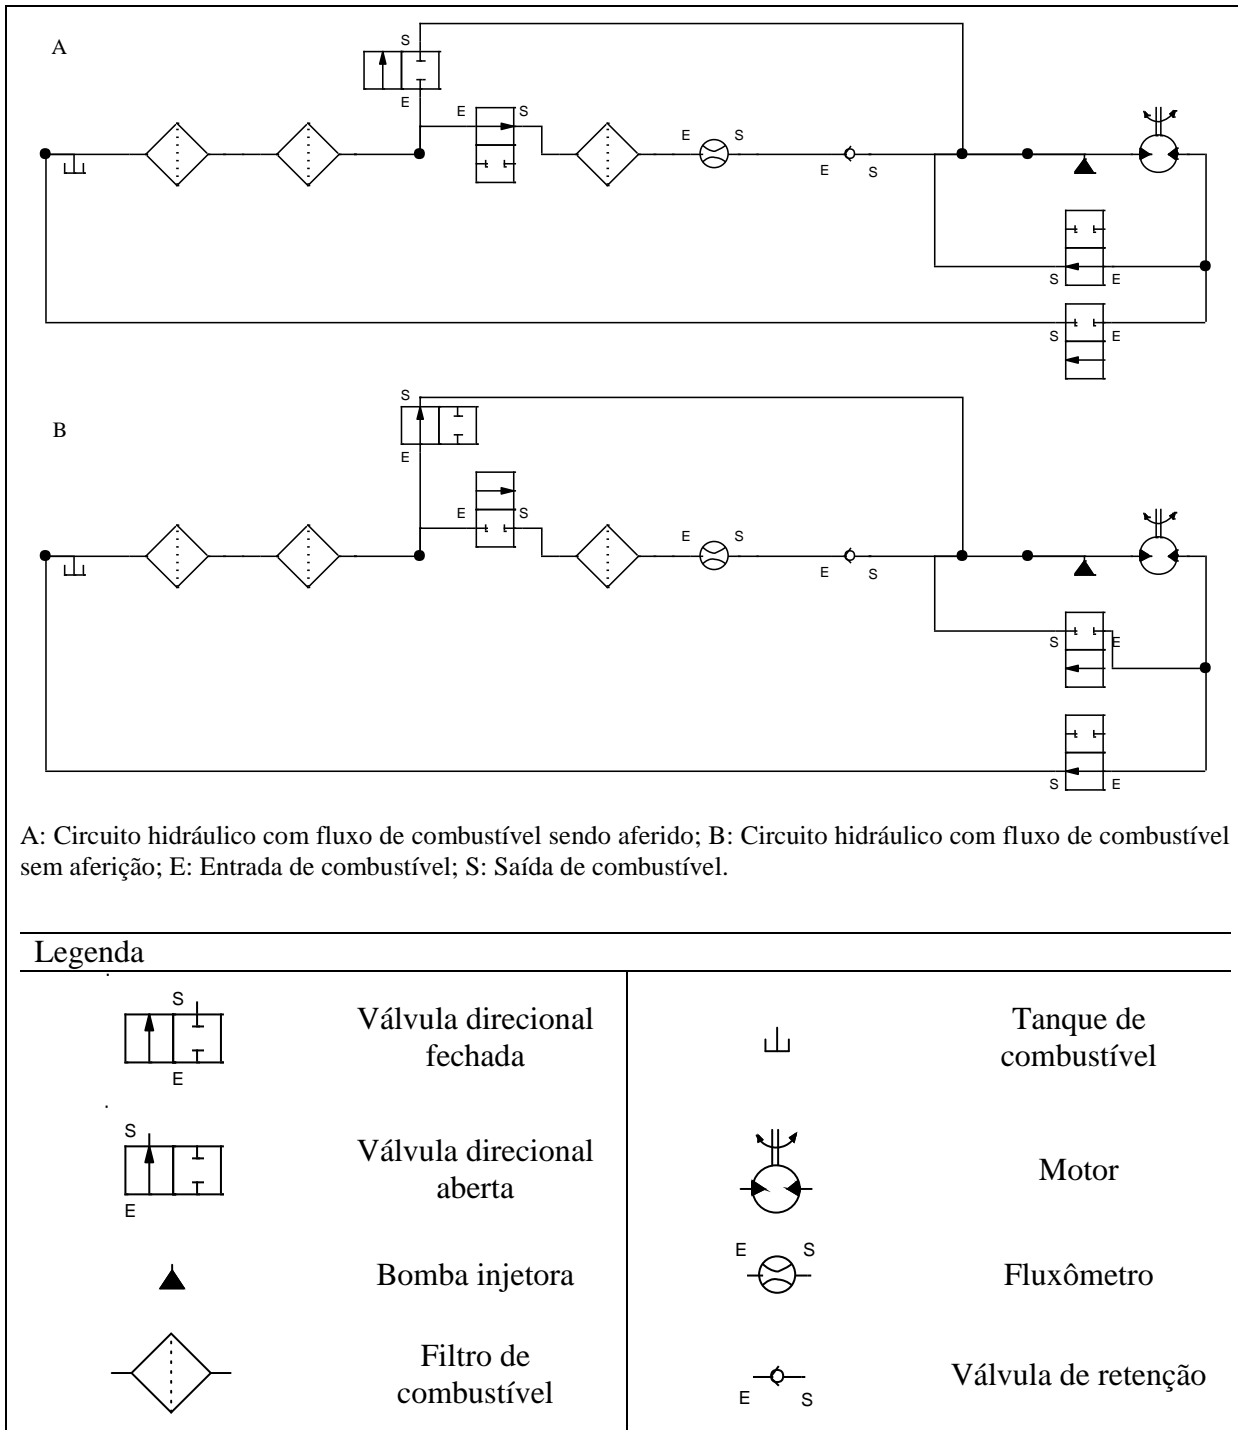 A
S
E
E
S
E
S
E
S
S
E
S
E
S
B
E
E
S
E
S
E
S
S
E
S
E
A: Circuito hidráulico com fluxo de combustível sendo aferido; B: Circuito hidráulico com fluxo de combustível
sem aferição; E: Entrada de combustível; S: Saída de combustível.
Legenda
S
E
Válvula direcional
fechada
Tanque de
combustível
S
E
Válvula direcional
aberta
Motor
Bomba injetora
E
S
Fluxômetro
Filtro de
combustível
E
S
Válvula de retenção